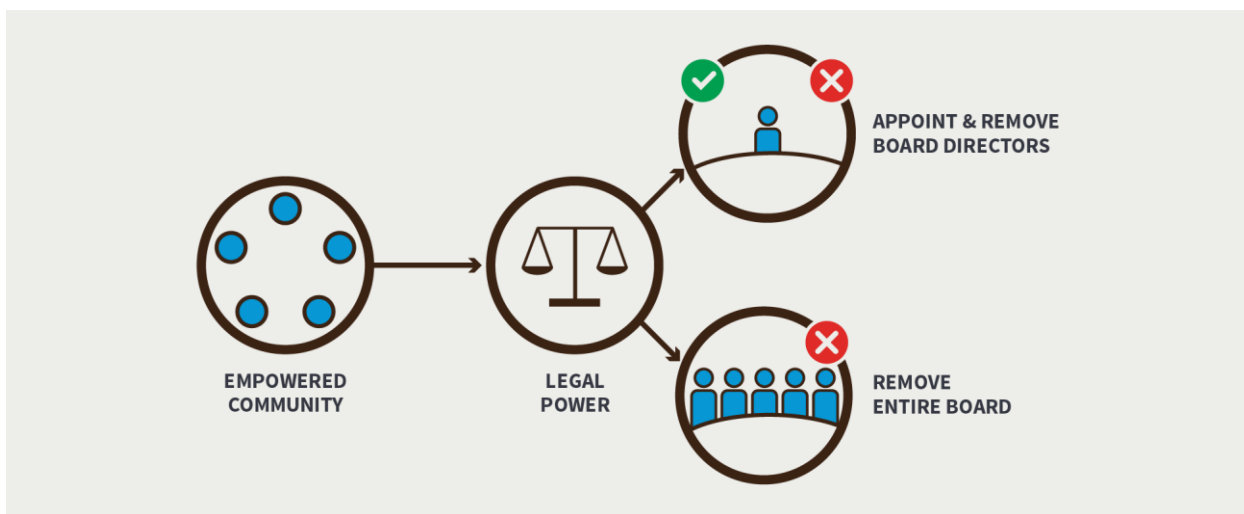 EMPOWERED
COMMUNITY
LEGAL
POWER
APPOINT & REMOVE
BOARD DIRECTORS
REMOVE
ENTIRE BOARD